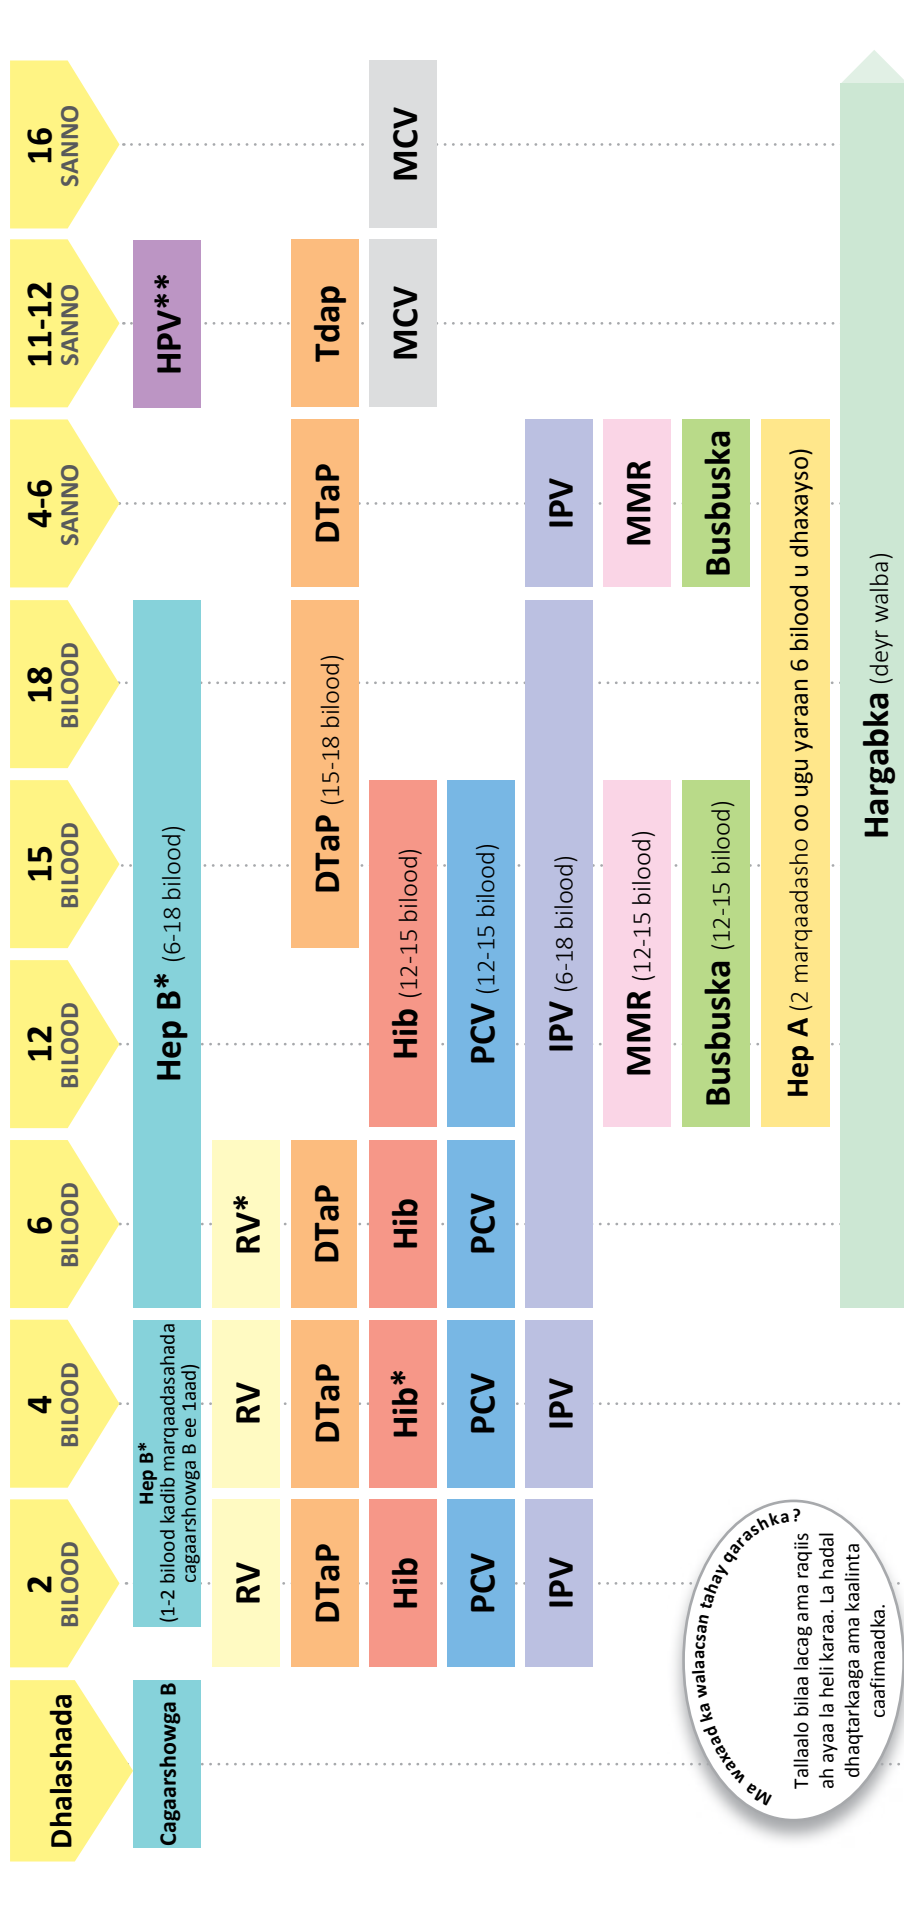 Dhalashada
2
BILOOD
4
BILOOD
6
BILOOD
12
BILOOD
15
BILOOD
18
BILOOD
4-6
SANNO
11-12
SANNO
16
SANNO
Cagaarshowga B
Hep B*
(1-2 bilood kadib marqaadasahada
cagaarshowga B ee 1aad)
Hep B* (6-18 bilood)
HPV**
RV
RV
RV*
DTaP
DTaP
DTaP
DTaP (15-18 bilood)
DTaP
Tdap
Hib
Hib*
Hib
Hib (12-15 bilood)
MCV
MCV
PCV
PCV
PCV
PCV (12-15 bilood)
IPV
IPV
IPV (6-18 bilood)
IPV
MMR (12-15 bilood)
MMR
Busbuska (12-15 bilood)
Busbuska
Hep A (2 marqaadasho oo ugu yaraan 6 bilood u dhaxayso)
Hargabka (deyr walba)
Ma waxaad ka walaacsan tahay qarashka?
Tallaalo bilaa lacag ama raqiis
ah ayaa la heli karaa. La hadal
dhaqtarkaaga ama kaalinta
caafimaadka.